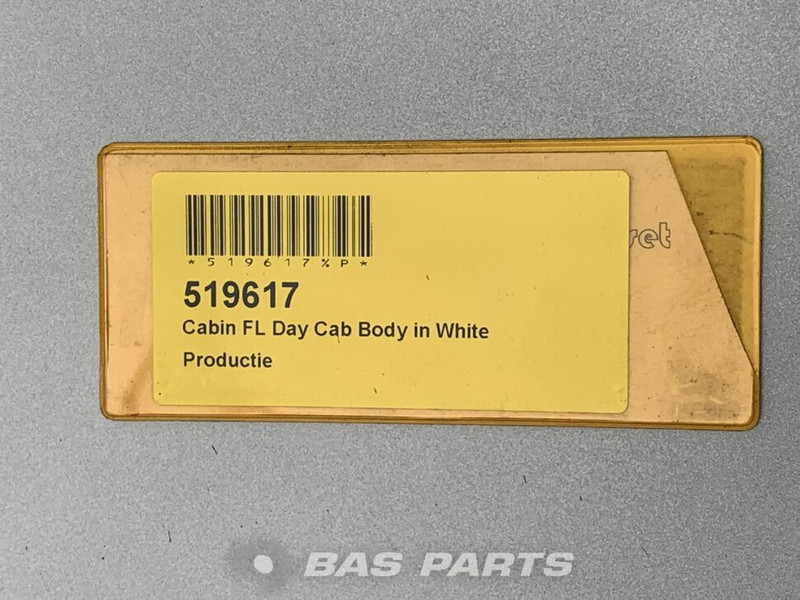 *519617%P*
519617
Cabin FL Day Cab Body in White
Productie
BAS PARTS